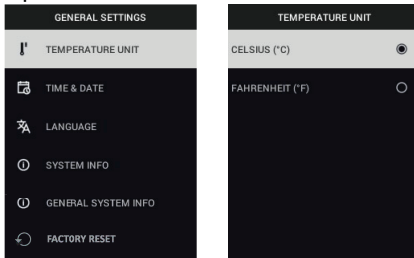 GENERAL SETTINGS
TEMPERATURE UNIT
TIME & DATE
LANGUAGE
SYSTEM INFO
GENERAL SYSTEM INFO
FACTORY RESET
TEMPERATURE UNIT
CELSIUS (°C)
FAHRENHEIT (°F)